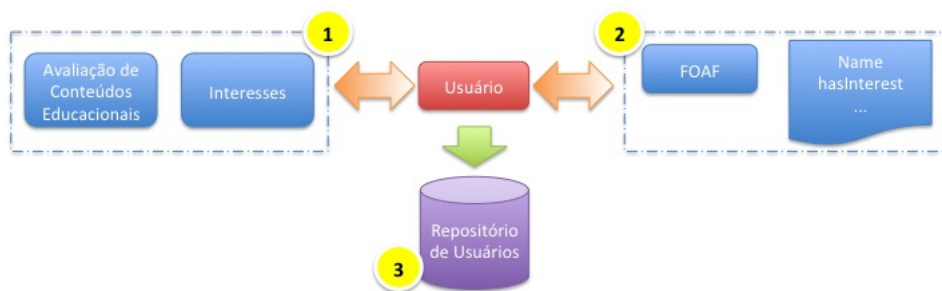 1
Avaliação de
Conteúdos
Educacionais
Interesses
Usuário
2
FOAF
Name
hasInterest
...
Repositório
de Usuários
3